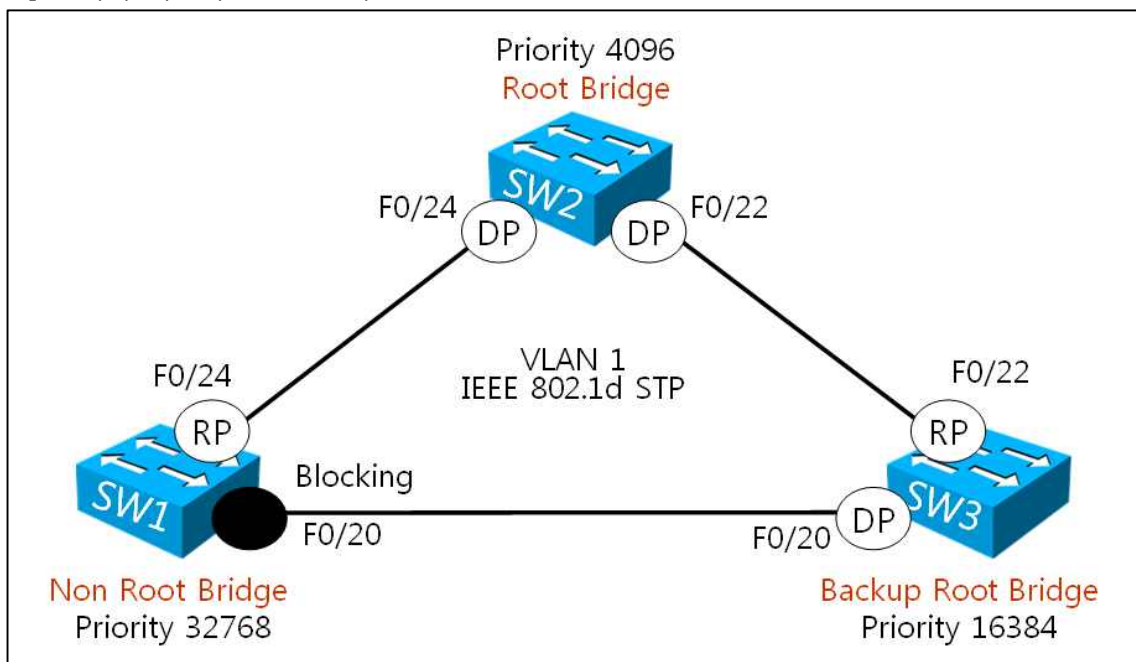 Priority 4096
Root Bridge
SW2
F0/24
F0/22
DP
DP
VLAN 1
IEEE 802.1d STP
F0/24
F0/22
RP
RP
Blocking
SW1
SW3
F0/20
F0/20
DP
Non Root Bridge
Priority 32768
Backup Root Bridge
Priority 16384